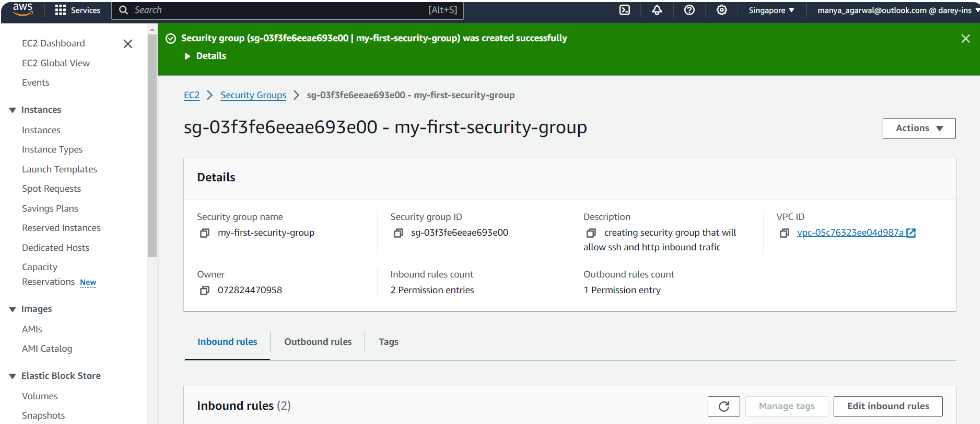 aws
Services
Search
[Alt+S]
Singapore ▼
manya_agarwal@outlook.com @ darey-ins
EC2 Dashboard
EC2 Global View
Events
Instances
Instances
Instance Types
Launch Templates
Spot Requests
Savings Plans
Reserved Instances
Dedicated Hosts
Capacity
Reservations New
Images
AMIs
AMI Catalog
Elastic Block Store
Volumes
Snapshots
Security group (sg-03f3fe6eeae693e00 | my-first-security-group) was created successfully
Details
EC2 > Security Groups > sg-03f3fe6eeae693e00 - my-first-security-group
sg-03f3fe6eeae693e00 - my-first-security-group
Actions ▼
Details
Security group name
my-first-security-group
Security group ID
sg-03f3fe6eeae693e00
Description
creating security group that will
allow ssh and http inbound trafic
VPC ID
vpc-05c76323ee04d987a
Owner
072824470958
Inbound rules count
2 Permission entries
Outbound rules count
1 Permission entry
Inbound rules
Outbound rules
Tags
Inbound rules (2)
Manage tags
Edit inbound rules